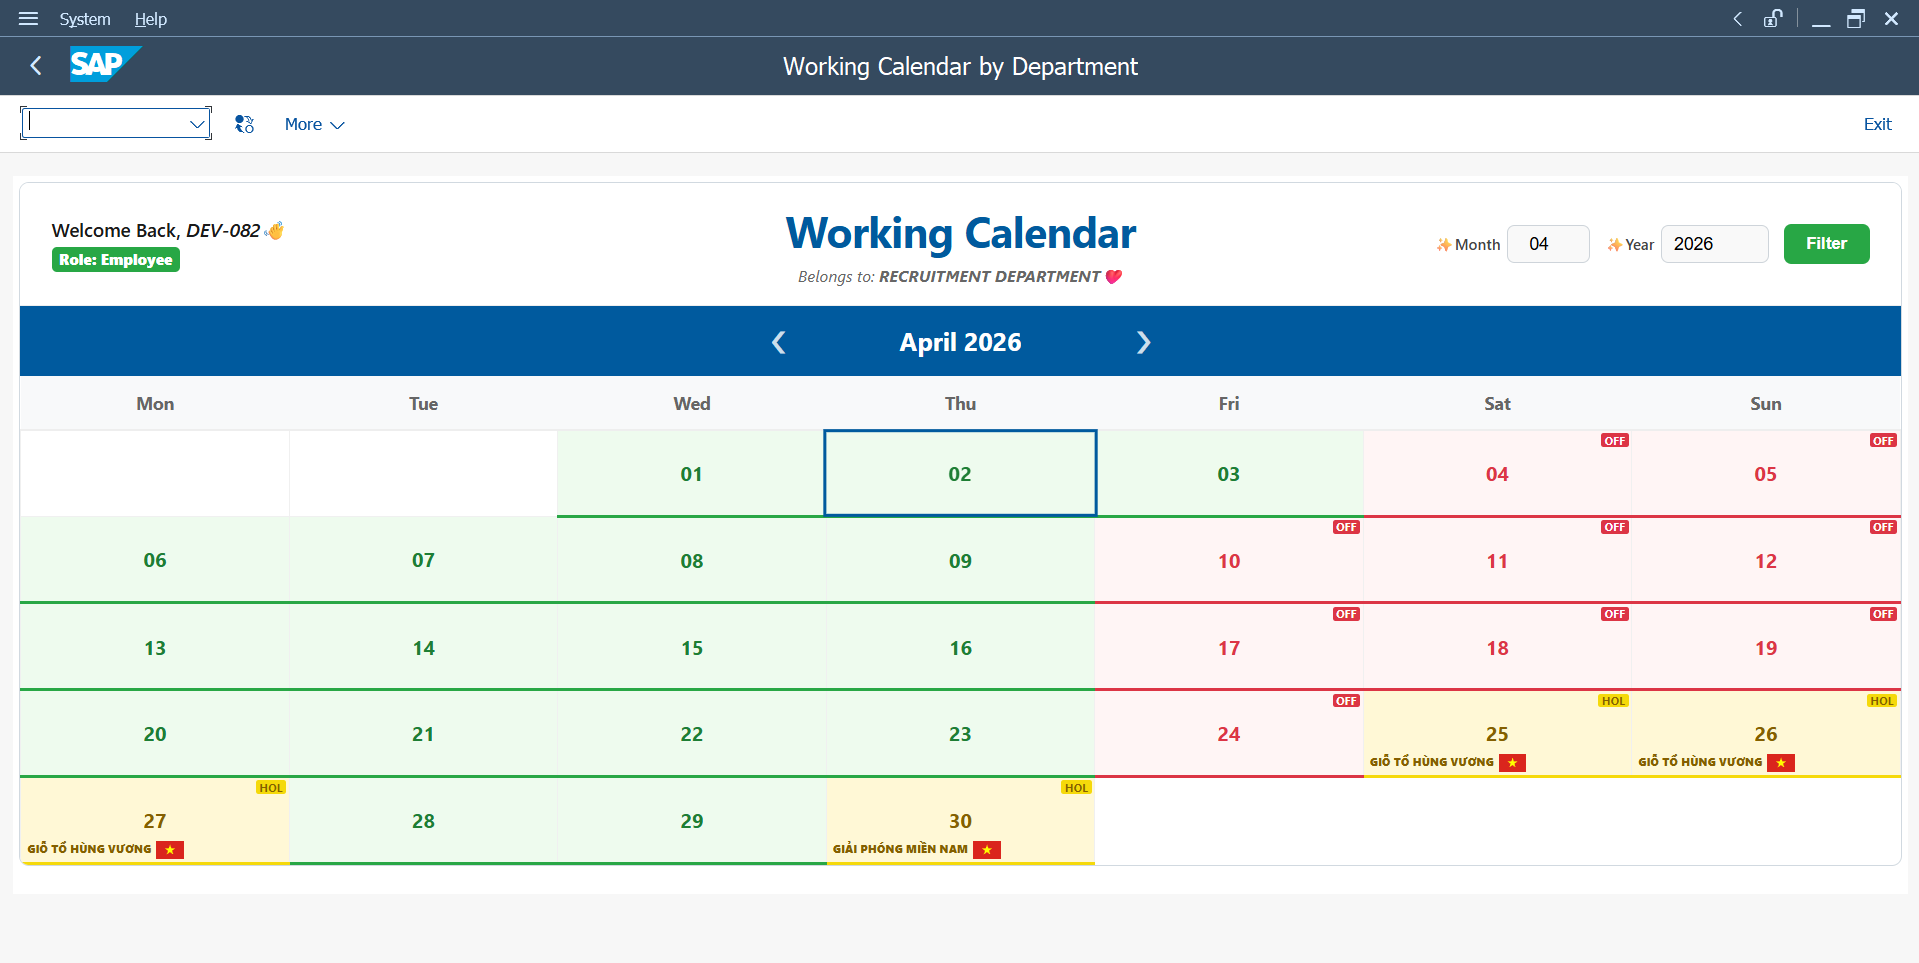 System Help
SAP
Working Calendar by Department
More
Exit
Welcome Back, DEV-082 👋
Role: Employee
Working Calendar
Belongs to: RECRUITMENT DEPARTMENT ❤️
✨Month 04 ✨Year 2026 Filter
❮ April 2026 ❯
Mon Tue Wed Thu Fri Sat Sun
OFF OFF
01 02 03 04 05
OFF OFF OFF
06 07 08 09 10 11 12
OFF OFF OFF
13 14 15 16 17 18 19
OFF HOL HOL
20 21 22 23 24 25 26
GIỖ TỔ HÙNG VƯƠNG GIỖ TỔ HÙNG VƯƠNG
HOL HOL
27 28 29 30
GIỖ TỔ HÙNG VƯƠNG GIẢI PHÓNG MIỀN NAM